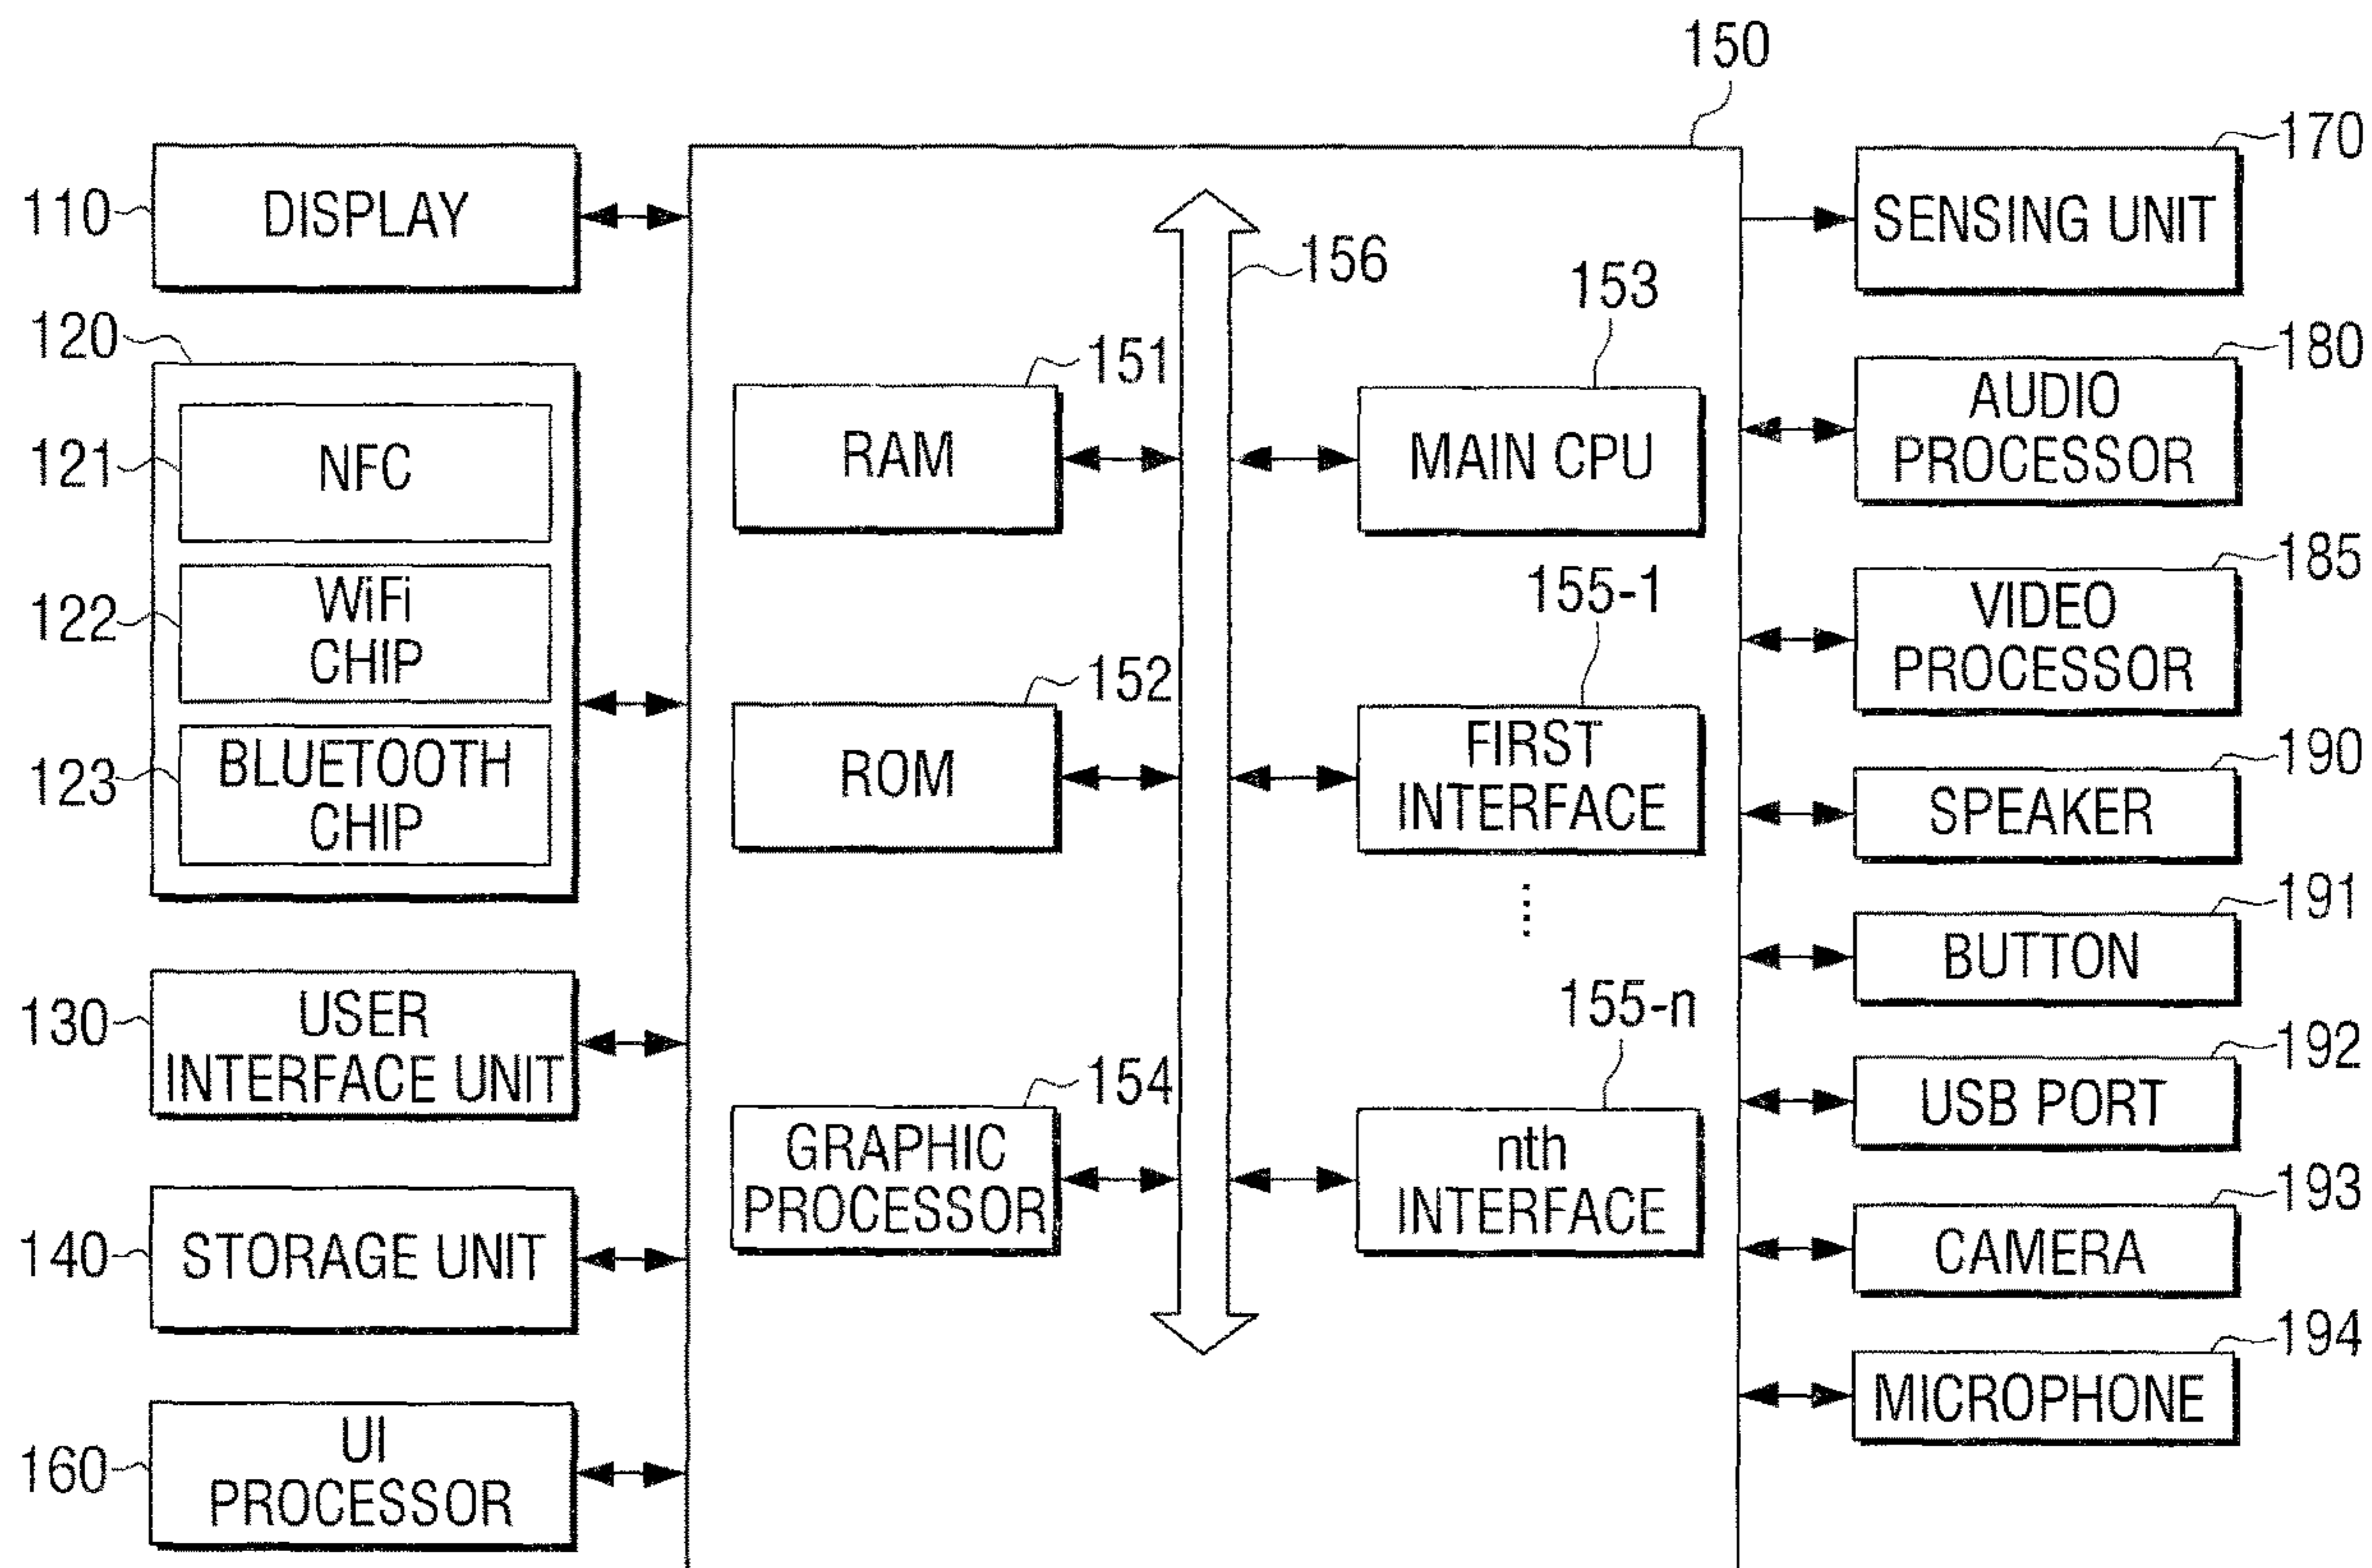 150
110
DISPLAY
120
121
NFC
122
WiFi
CHIP
123
BLUETOOTH
CHIP
130
USER
INTERFACE UNIT
140
STORAGE UNIT
160
UI
PROCESSOR
156
151
RAM
152
ROM
154
GRAPHIC
PROCESSOR
153
MAIN CPU
155-1
FIRST
INTERFACE
155-n
nth
INTERFACE
170
SENSING UNIT
180
AUDIO
PROCESSOR
185
VIDEO
PROCESSOR
190
SPEAKER
191
BUTTON
192
USB PORT
193
CAMERA
194
MICROPHONE